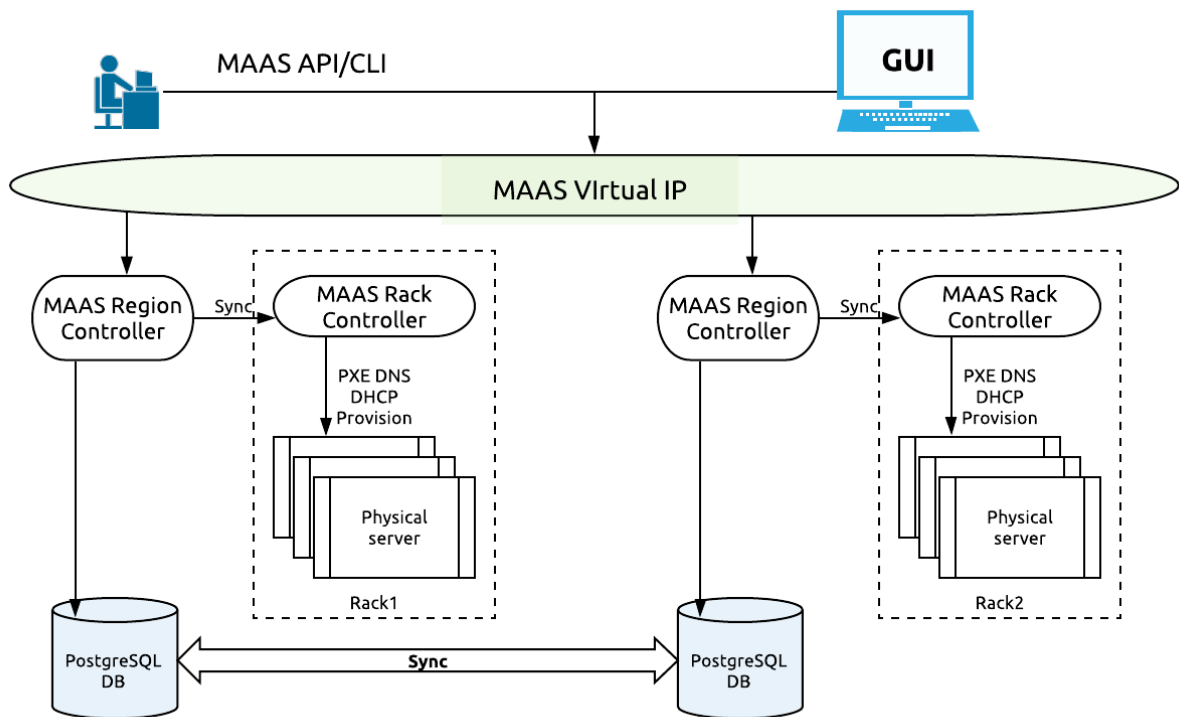 MAAS API/CLI
GUI
MAAS VIrtual IP
MAAS Region
Controller
Sync
MAAS Rack
Controller
PXE DNS
DHCP
Provision
Physical
server
Rack1
MAAS Region
Controller
Sync
MAAS Rack
Controller
PXE DNS
DHCP
Provision
Physical
server
Rack2
PostgreSQL
DB
Sync
PostgreSQL
DB